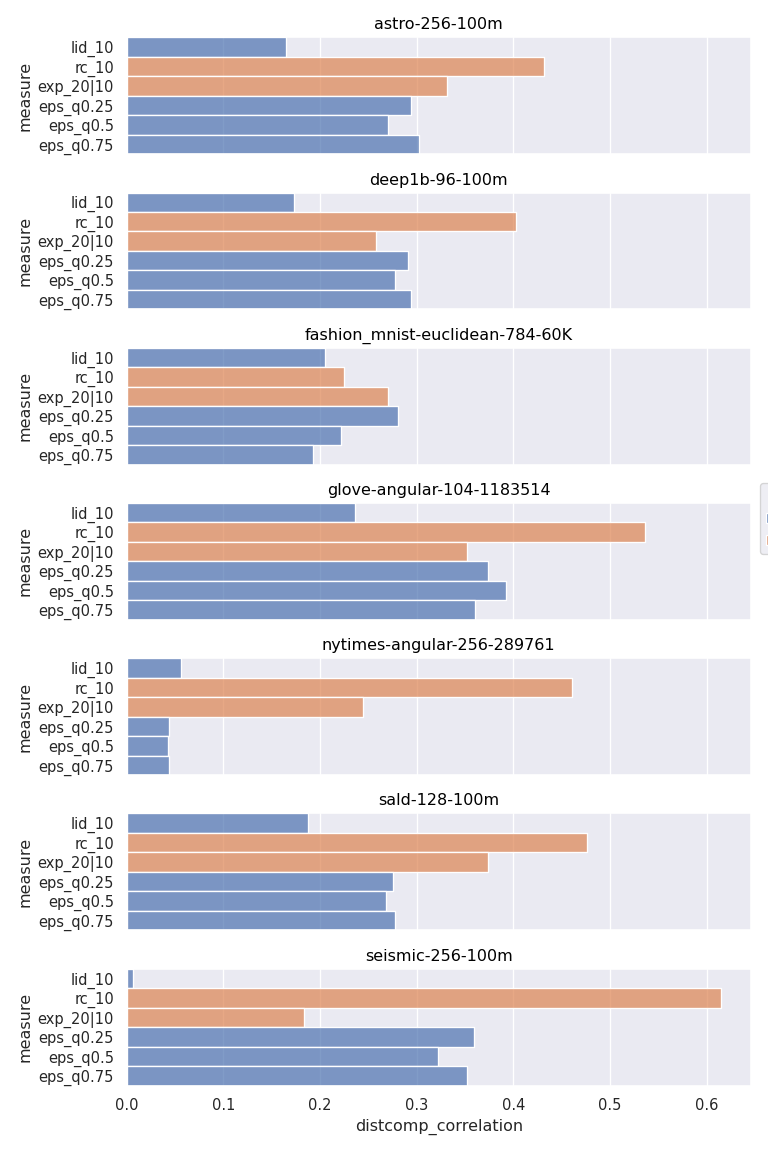 astro-256-100m
measure
lid_10
rc_10
exp_20|10
eps_q0.25
eps_q0.5
eps_q0.75
deep1b-96-100m
measure
lid_10
rc_10
exp_20|10
eps_q0.25
eps_q0.5
eps_q0.75
fashion_mnist-euclidean-784-60K
measure
lid_10
rc_10
exp_20|10
eps_q0.25
eps_q0.5
eps_q0.75
glove-angular-104-1183514
measure
lid_10
rc_10
exp_20|10
eps_q0.25
eps_q0.5
eps_q0.75
nytimes-angular-256-289761
measure
lid_10
rc_10
exp_20|10
eps_q0.25
eps_q0.5
eps_q0.75
sald-128-100m
measure
lid_10
rc_10
exp_20|10
eps_q0.25
eps_q0.5
eps_q0.75
seismic-256-100m
measure
lid_10
rc_10
exp_20|10
eps_q0.25
eps_q0.5
eps_q0.75
0.0 0.1 0.2 0.3 0.4 0.5 0.6
distcomp_correlation